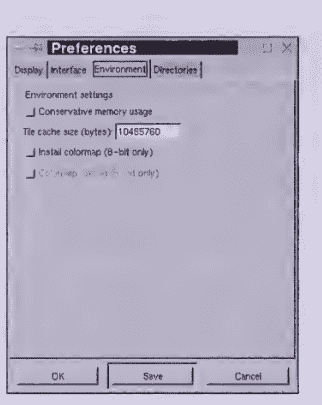 Preferences
Display Interface Environment Directories
Environment settings
Conservative memory usage
Tile cache size (bytes): 10485760
Install colormap (8-bit only)
only)
OK Save Cancel